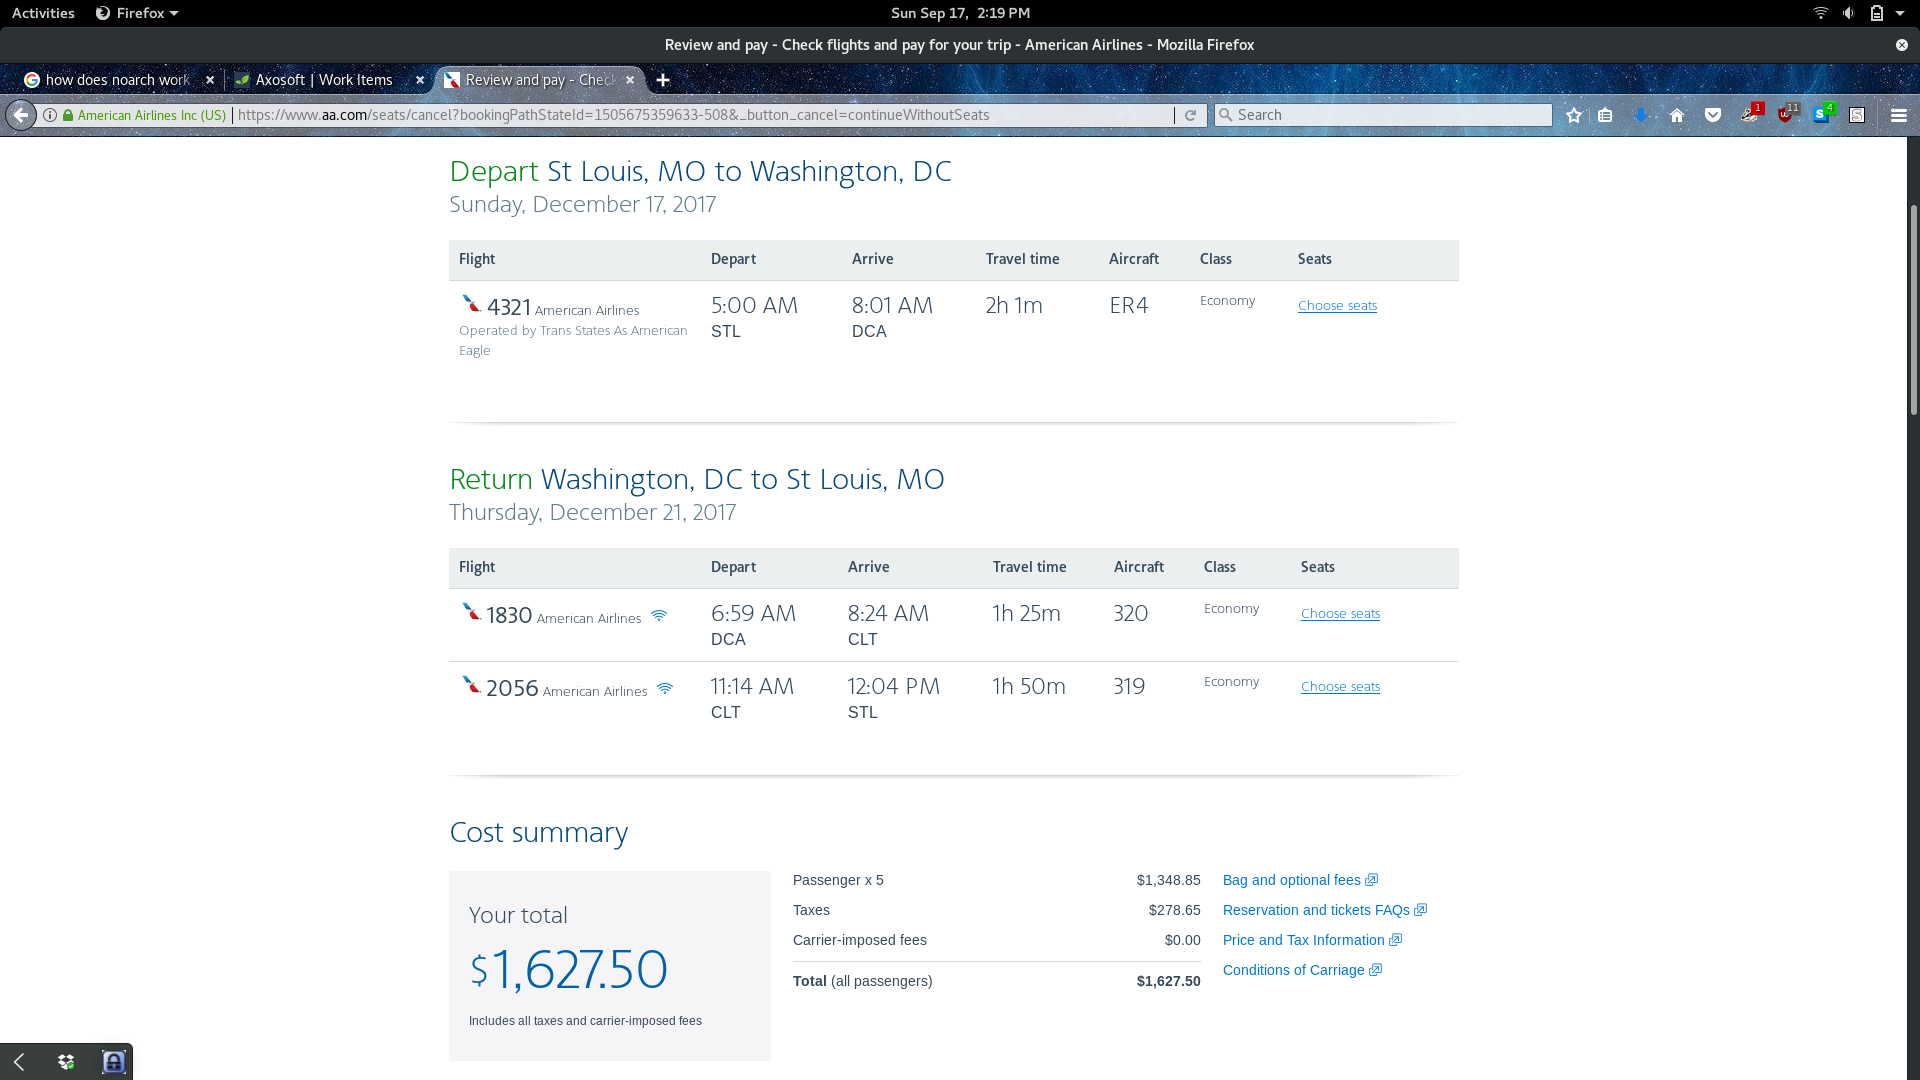 Activities Firefox Sun Sep 17, 2:19 PM
Review and pay - Check flights and pay for your trip - American Airlines - Mozilla Firefox
how does noarch work Axosoft | Work Items Review and pay - Check
American Airlines Inc (US) https://www.aa.com/seats/cancel?bookingPathStateId=1505675359633-508&_button_cancel=continueWithoutSeats Search 1 11 4
Depart St Louis, MO to Washington, DC
Sunday, December 17, 2017
Flight Depart Arrive Travel time Aircraft Class Seats
4321 American Airlines 5:00 AM 8:01 AM 2h 1m ER4 Economy Choose seats
Operated by Trans States As American STL DCA
Eagle
Return Washington, DC to St Louis, MO
Thursday, December 21, 2017
Flight Depart Arrive Travel time Aircraft Class Seats
1830 American Airlines 6:59 AM 8:24 AM 1h 25m 320 Economy Choose seats
DCA CLT
2056 American Airlines 11:14 AM 12:04 PM 1h 50m 319 Economy Choose seats
CLT STL
Cost summary
Your total
$1,627.50
Includes all taxes and carrier-imposed fees
Passenger x 5 $1,348.85
Taxes $278.65
Carrier-imposed fees $0.00
Total (all passengers) $1,627.50
Bag and optional fees
Reservation and tickets FAQs
Price and Tax Information
Conditions of Carriage